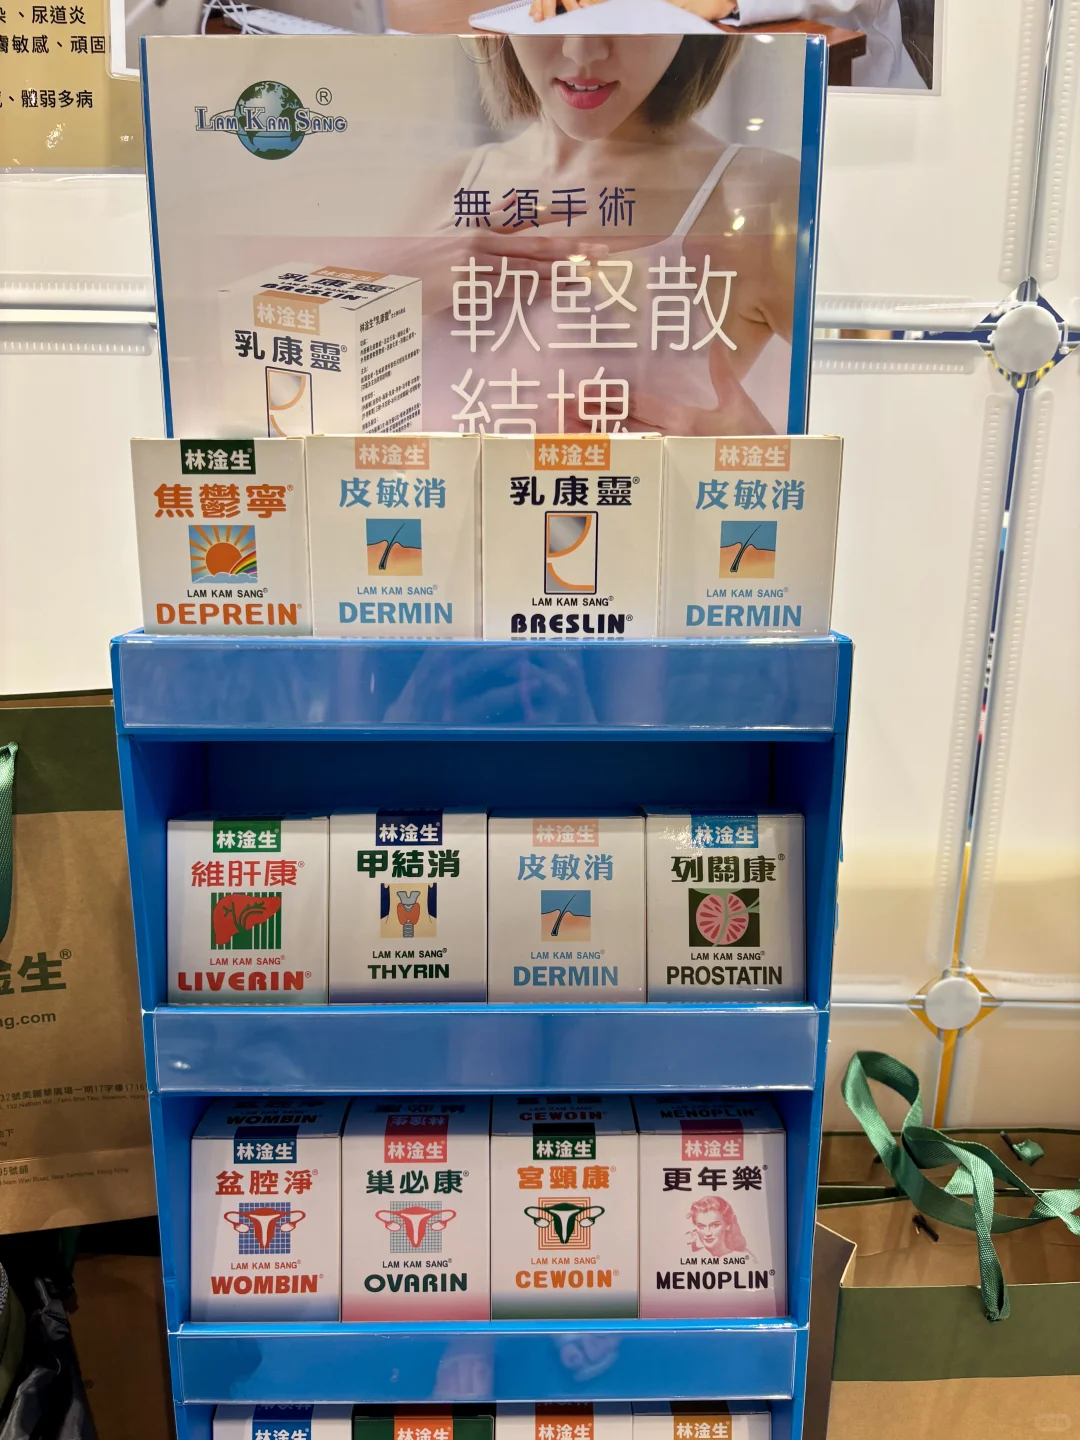 、尿道炎
膚敏感、頑固
、體弱多病
LAM KAM SANG®
無須手術
軟堅散
結塊
乳康靈
BRESLIN
林淦生
乳康靈®
林淦生®
焦鬱寧®
LAM KAM SANG®
DEPREIN®
林淦生®
皮敏消
LAM KAM SANG®
DERMIN
林淦生®
乳康靈®
LAM KAM SANG®
BRESLIN®
林淦生®
皮敏消
LAM KAM SANG®
DERMIN
林淦生®
維肝康®
LAM KAM SANG®
LIVERIN®
林淦生®
甲結消
LAM KAM SANG®
THYRIN
林淦生®
皮敏消
LAM KAM SANG®
DERMIN
林淦生®
列關康®
LAM KAM SANG®
PROSTATIN
WOMBIN®
林淦生®
盆腔淨®
LAM KAM SANG®
WOMBIN®
林淦生®
巢必康®
LAM KAM SANG®
OVARIN
CEWOIN®
林淦生®
宮頸康®
LAM KAM SANG®
CEWOIN®
MENOPLIN®
林淦生®
更年樂®
LAM KAM SANG®
MENOPLIN®
林淦生®
林淦生®
林淦生®
林淦生®
淦生®
ng.com